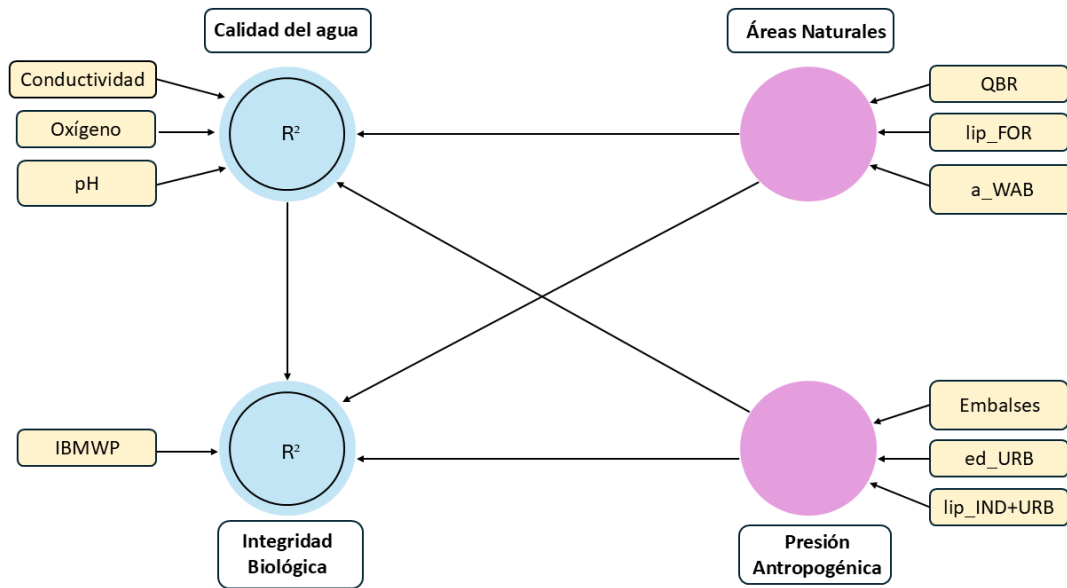 Calidad del agua
Áreas Naturales
Conductividad
Oxígeno
pH
R²
QBR
lip_FOR
a_WAB
IBMWP
R²
Embalses
ed_URB
lip_IND+URB
Integridad
Biológica
Presión
Antropogénica